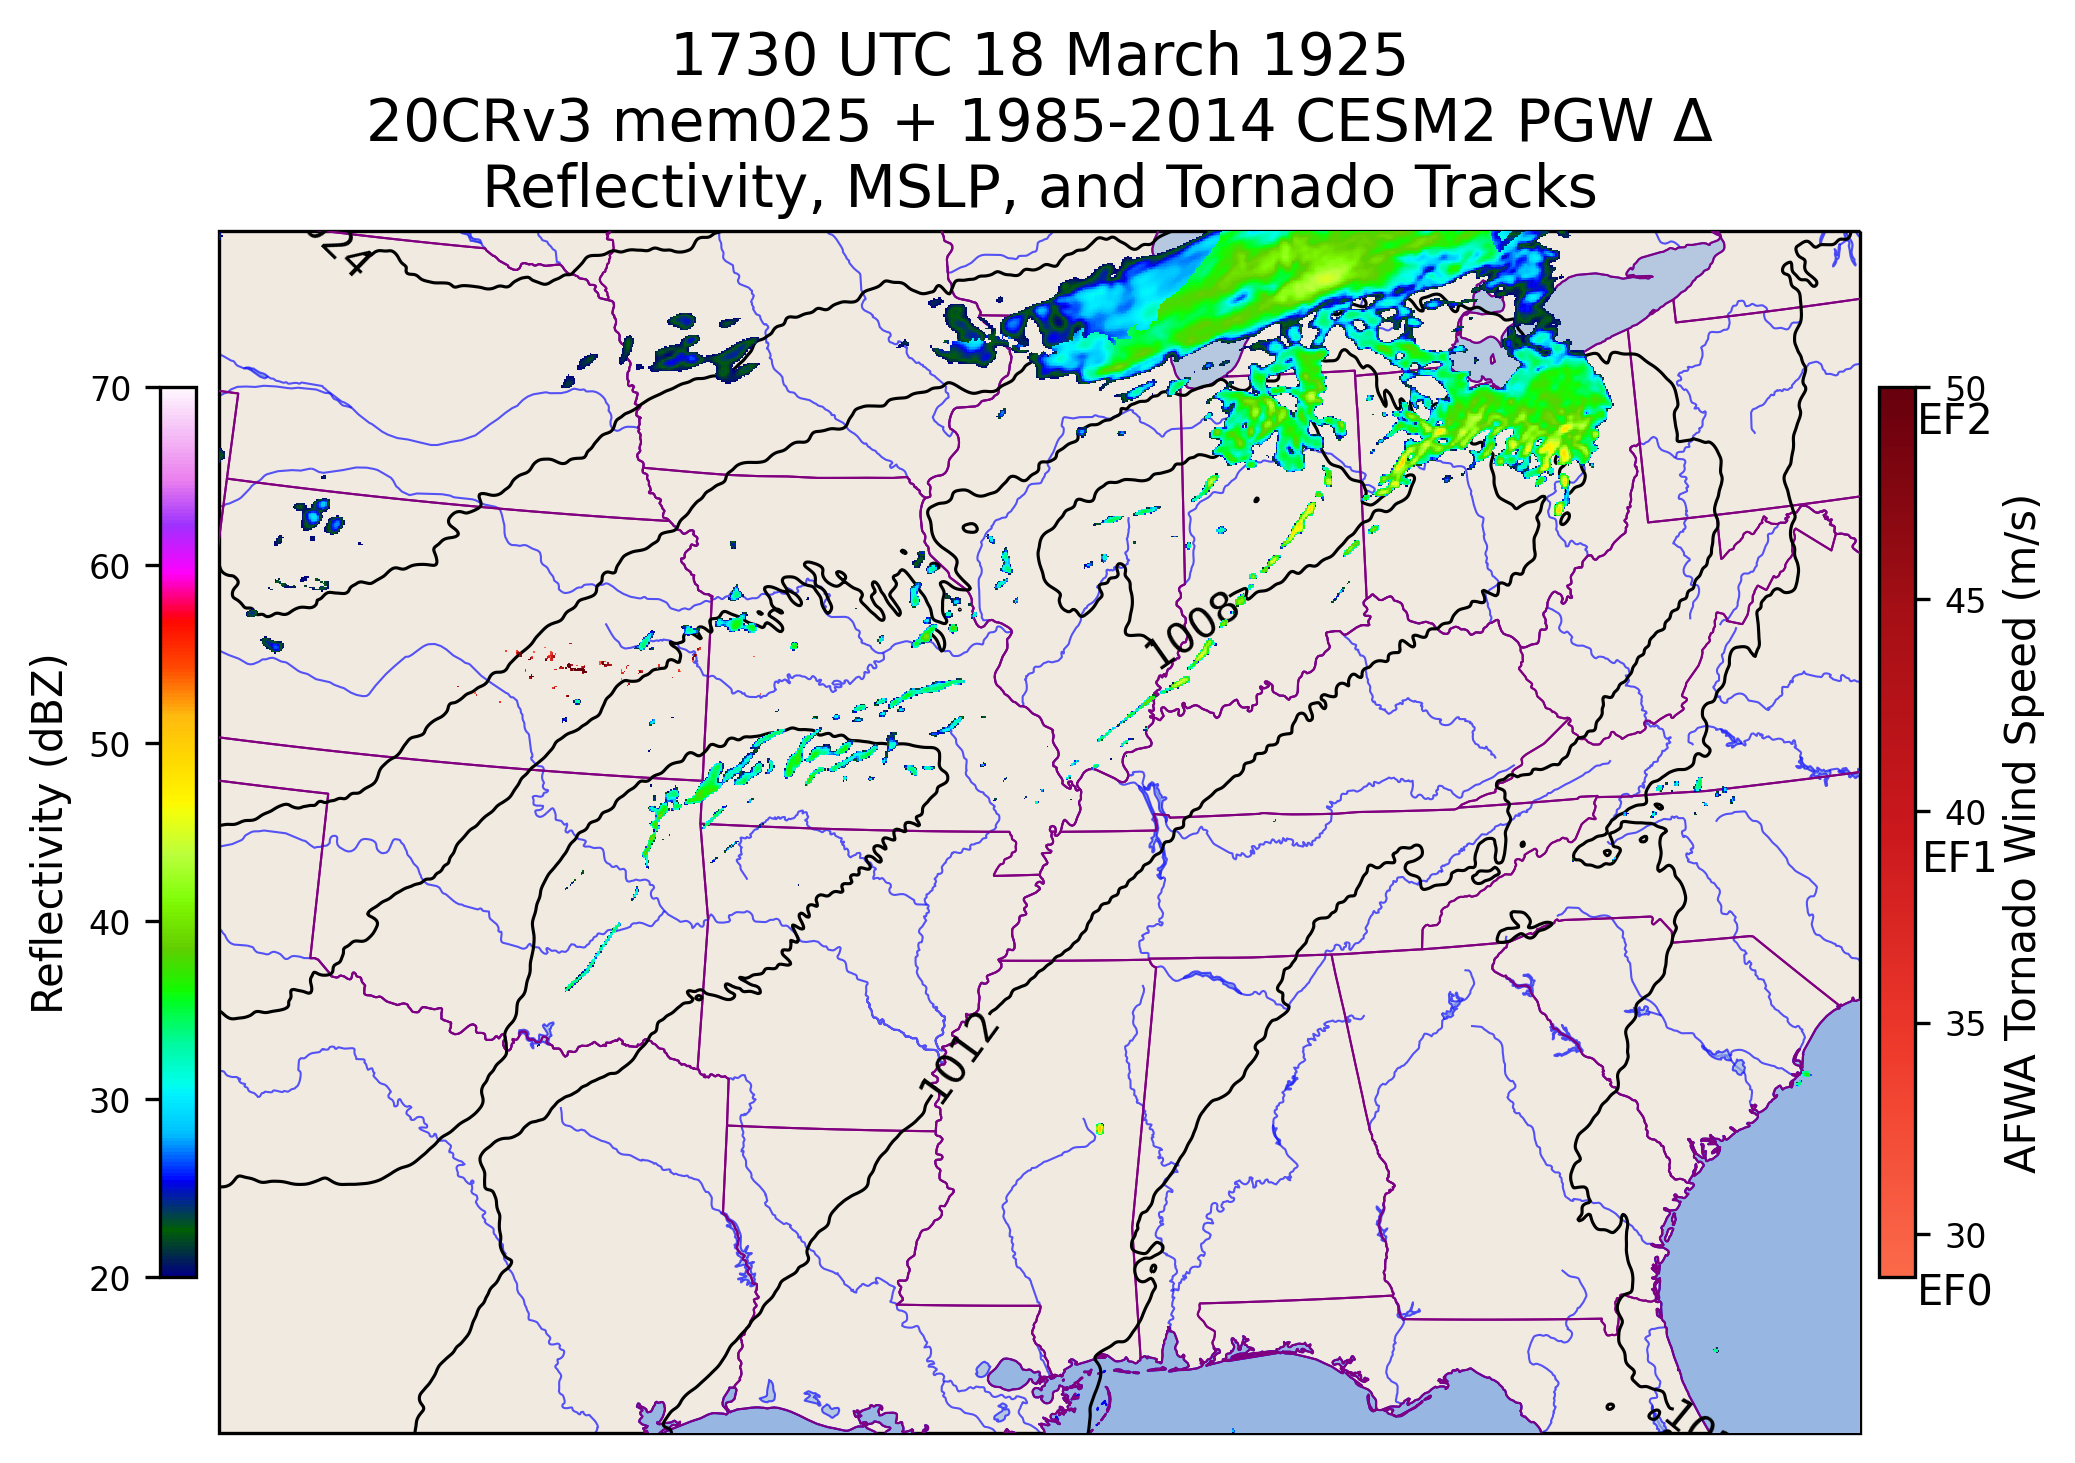 1730 UTC 18 March 1925
20CRv3 mem025 + 1985-2014 CESM2 PGW Δ
Reflectivity, MSLP, and Tornado Tracks
24
1008
1012
10
70
60
50
40
30
20
Reflectivity (dBZ)
50
EF2
45
40
EF1
35
30
EF0
AFWA Tornado Wind Speed (m/s)